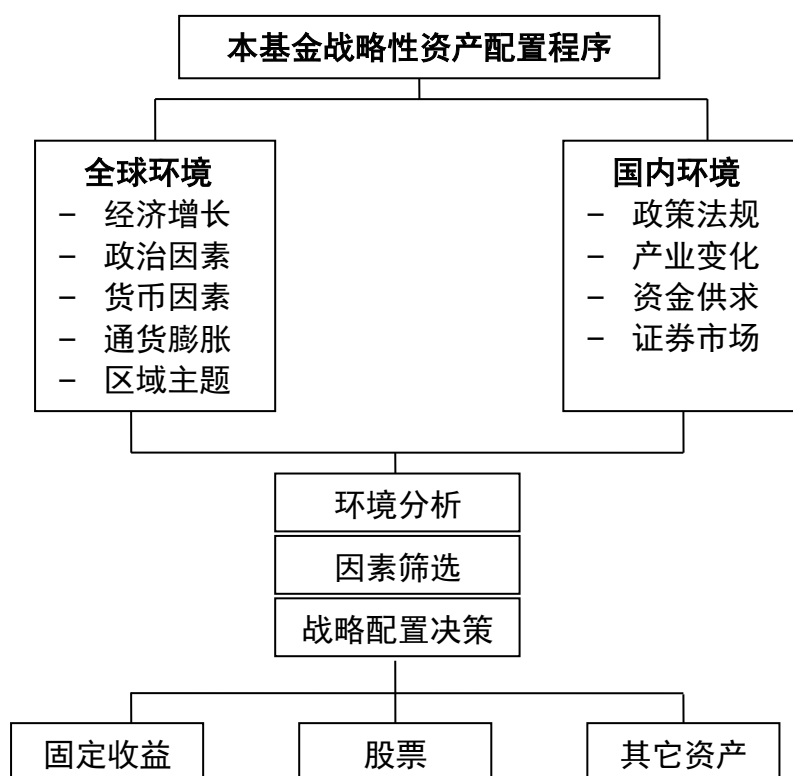 本基金战略性资产配置程序
全球环境
– 经济增长
– 政治因素
– 货币因素
– 通货膨胀
– 区域主题
国内环境
– 政策法规
– 产业变化
– 资金供求
– 证券市场
环境分析
因素筛选
战略配置决策
固定收益
股票
其它资产